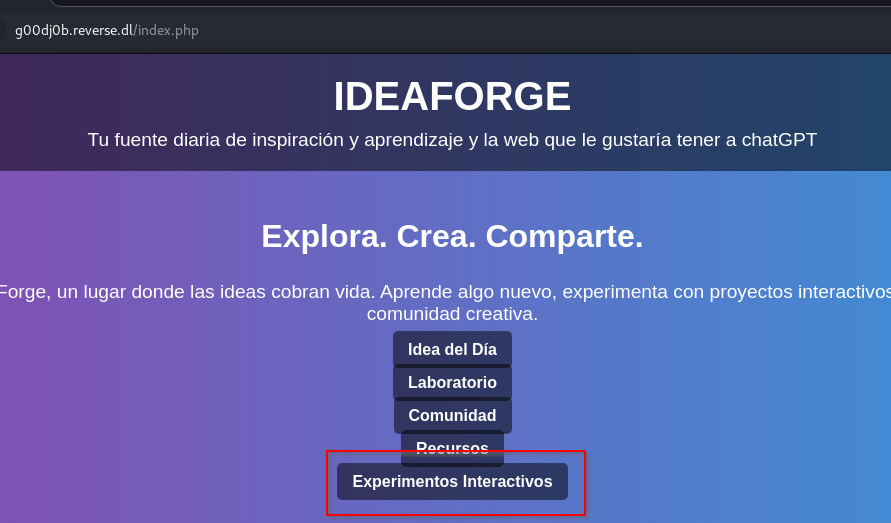 g00dj0b.reverse.dl/index.php
IDEAFORGE
Tu fuente diaria de inspiración y aprendizaje y la web que le gustaría tener a chatGPT
Explora. Crea. Comparte.
Forge, un lugar donde las ideas cobran vida. Aprende algo nuevo, experimenta con proyectos interactivos
comunidad creativa.
Idea del Día
Laboratorio
Comunidad
Recursos
Experimentos Interactivos